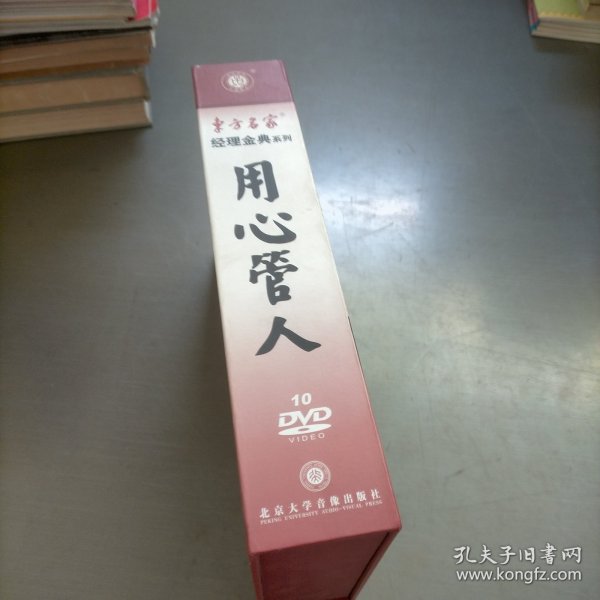 東方名家®
经理金典系列
用心管人
10
DVD
VIDEO
北京大学音像出版社
PEKING UNIVERSITY AUDIO-VISUAL PRESS
孔夫子旧书网
www.kongfz.com